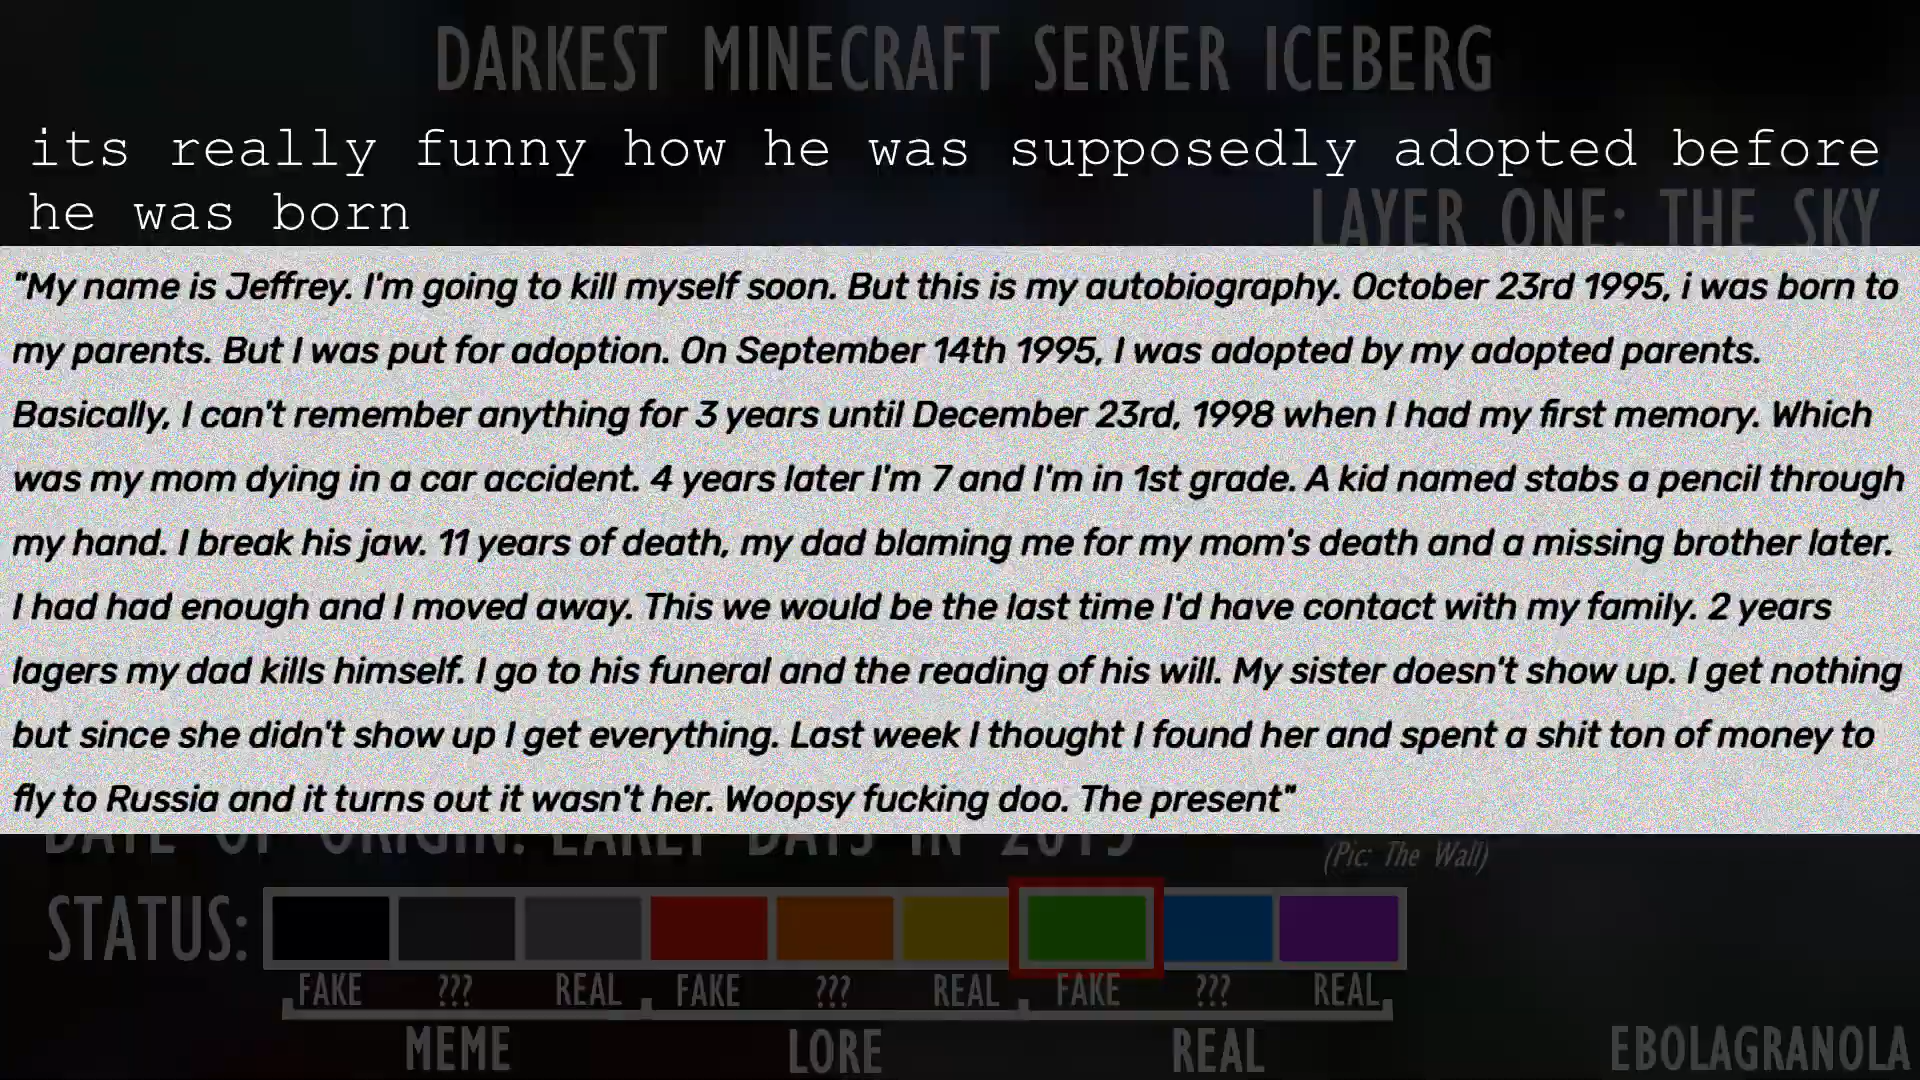 DARKEST MINECRAFT SERVER ICEBERG
its really funny how he was supposedly adopted before
he was born
LAYER ONE: THE SKY
"My name is Jeffrey. I'm going to kill myself soon. But this is my autobiography. October 23rd 1995, i was born to
my parents. But I was put for adoption. On September 14th 1995, I was adopted by my adopted parents.
Basically, I can't remember anything for 3 years until December 23rd, 1998 when I had my first memory. Which
was my mom dying in a car accident. 4 years later I'm 7 and I'm in 1st grade. A kid named stabs a pencil through
my hand. I break his jaw. 11 years of death, my dad blaming me for my mom's death and a missing brother later.
I had had enough and I moved away. This we would be the last time I'd have contact with my family. 2 years
lagers my dad kills himself. I go to his funeral and the reading of his will. My sister doesn't show up. I get nothing
but since she didn't show up I get everything. Last week I thought I found her and spent a shit ton of money to
fly to Russia and it turns out it wasn't her. Woopsy fucking doo. The present"
DATE OF ORIGIN: EARLY DAYS IN 2015
(Pic: The Wall)
STATUS:
FAKE ??? REAL FAKE ??? REAL FAKE ??? REAL
MEME LORE REAL
EBOLAGRANOLA